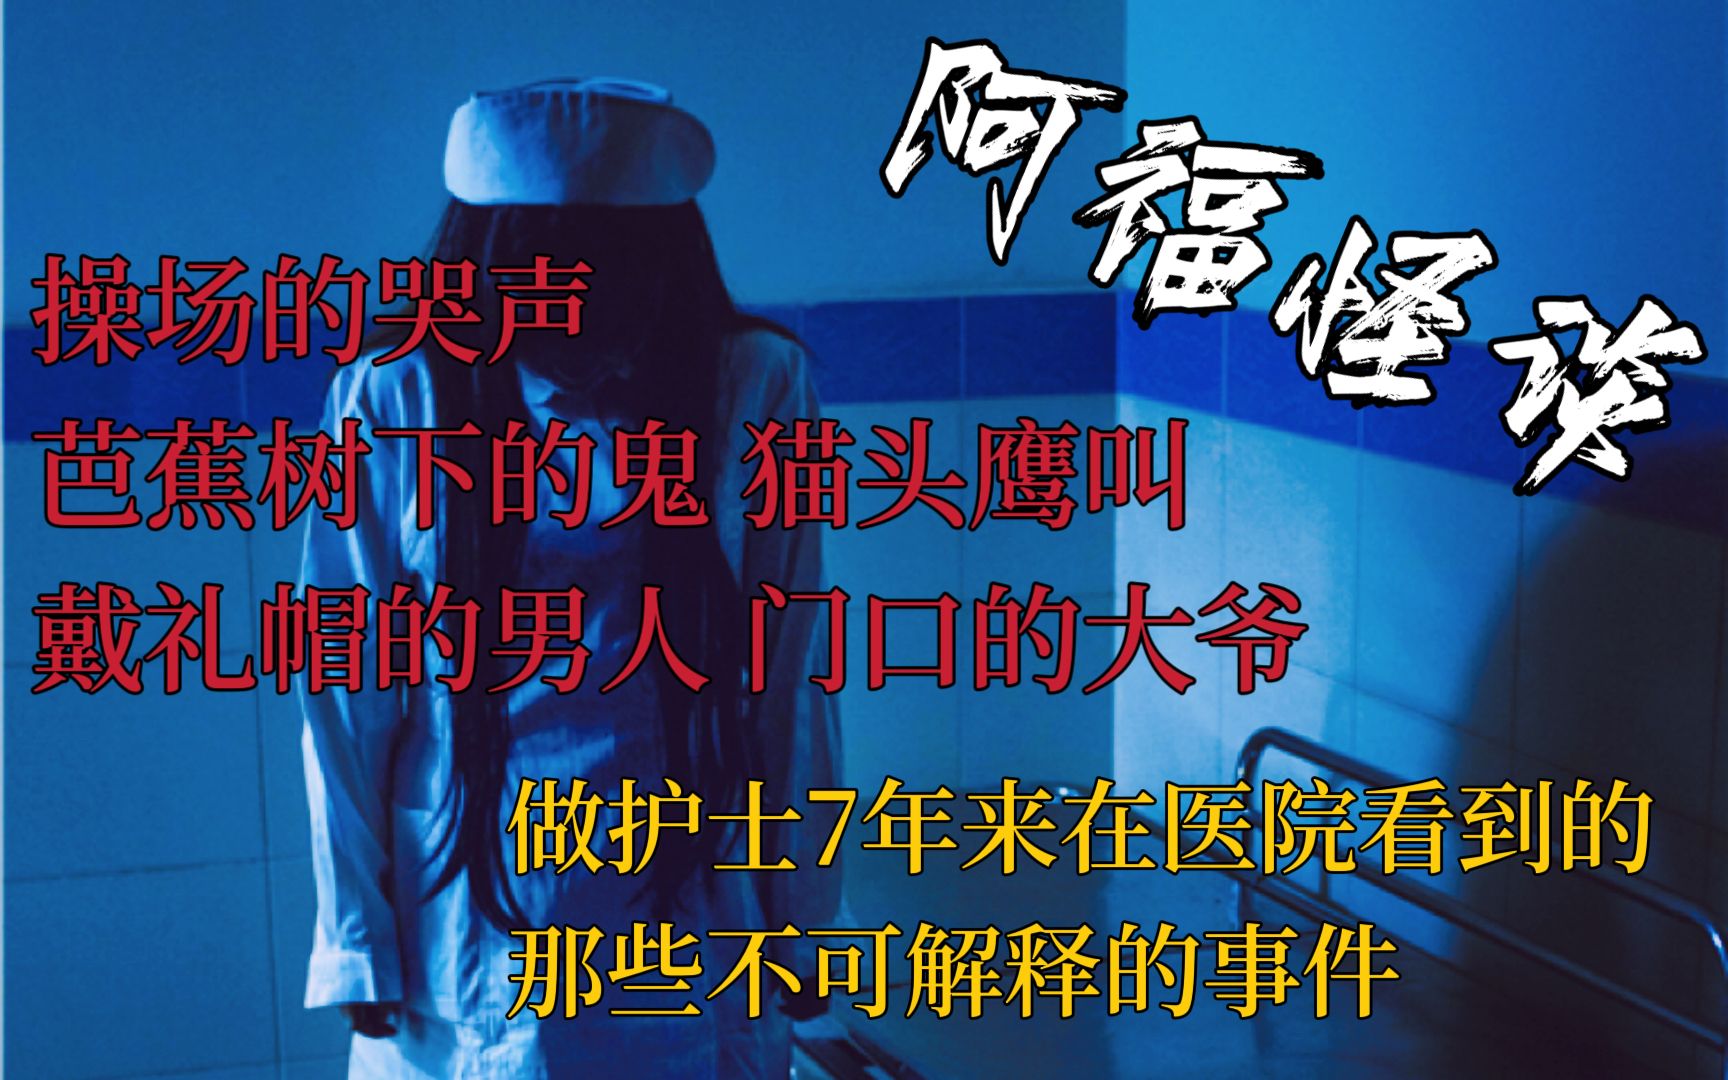 阿福怪谈
操场的哭声
芭蕉树下的鬼 猫头鹰叫
戴礼帽的男人 门口的大爷
做护士7年来在医院看到的
那些不可解释的事件